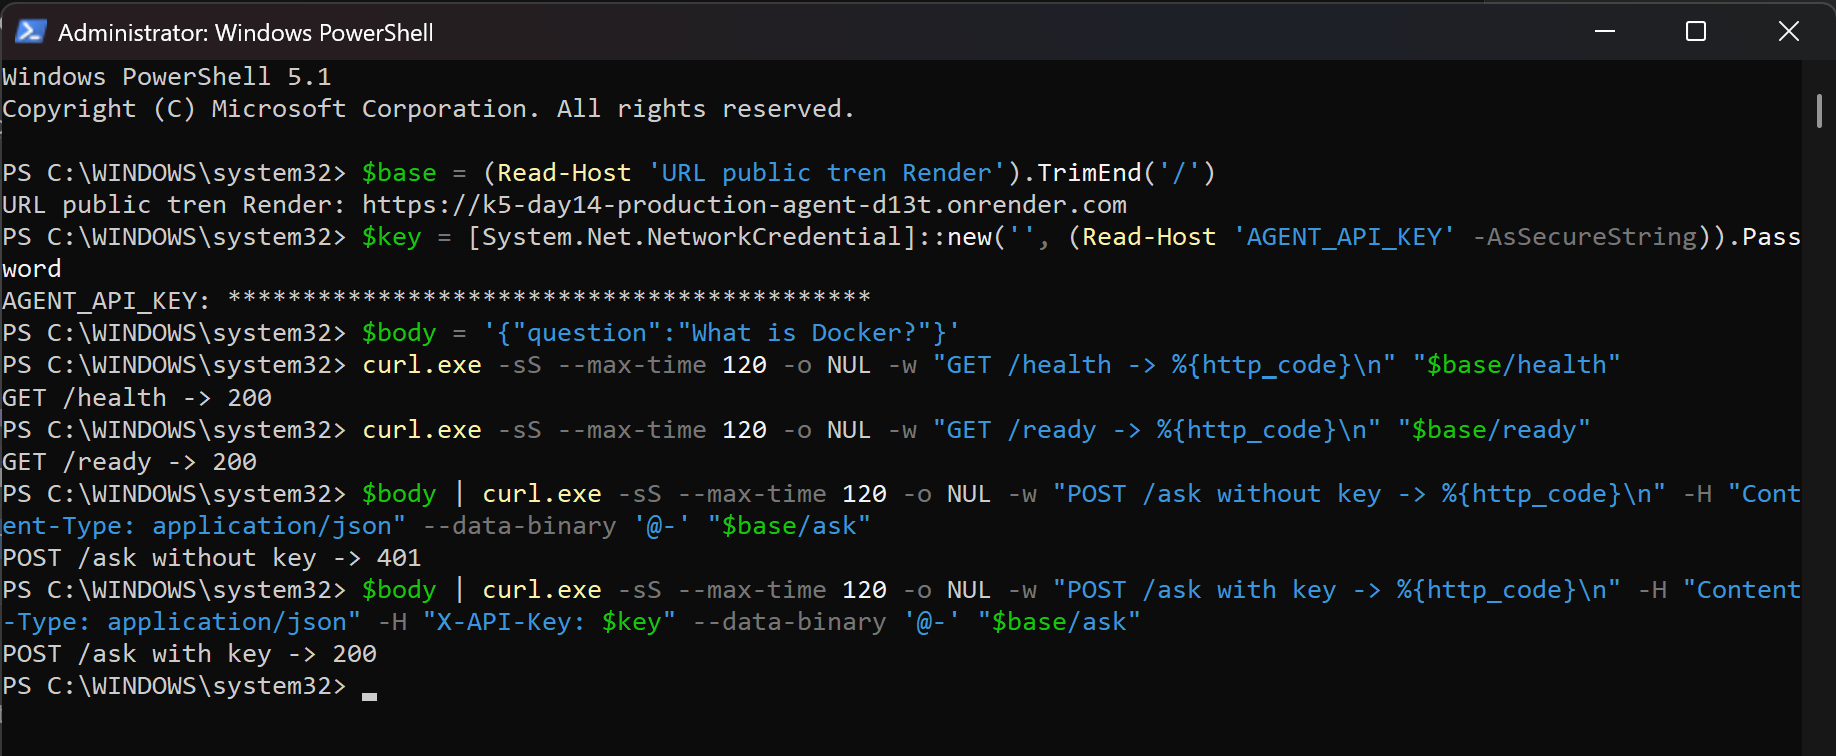 Administrator: Windows PowerShell
Windows PowerShell 5.1
Copyright (C) Microsoft Corporation. All rights reserved.
PS C:\WINDOWS\system32> $base = (Read-Host 'URL public tren Render').TrimEnd('/')
URL public tren Render: https://k5-day14-production-agent-d13t.onrender.com
PS C:\WINDOWS\system32> $key = [System.Net.NetworkCredential]::new('', (Read-Host 'AGENT_API_KEY' -AsSecureString)).Pass
word
AGENT_API_KEY: *******************************************
PS C:\WINDOWS\system32> $body = '{"question":"What is Docker?"}'
PS C:\WINDOWS\system32> curl.exe -sS --max-time 120 -o NUL -w "GET /health -> %{http_code}\n" "$base/health"
GET /health -> 200
PS C:\WINDOWS\system32> curl.exe -sS --max-time 120 -o NUL -w "GET /ready -> %{http_code}\n" "$base/ready"
GET /ready -> 200
PS C:\WINDOWS\system32> $body | curl.exe -sS --max-time 120 -o NUL -w "POST /ask without key -> %{http_code}\n" -H "Cont
ent-Type: application/json" --data-binary '@-' "$base/ask"
POST /ask without key -> 401
PS C:\WINDOWS\system32> $body | curl.exe -sS --max-time 120 -o NUL -w "POST /ask with key -> %{http_code}\n" -H "Content
-Type: application/json" -H "X-API-Key: $key" --data-binary '@-' "$base/ask"
POST /ask with key -> 200
PS C:\WINDOWS\system32>